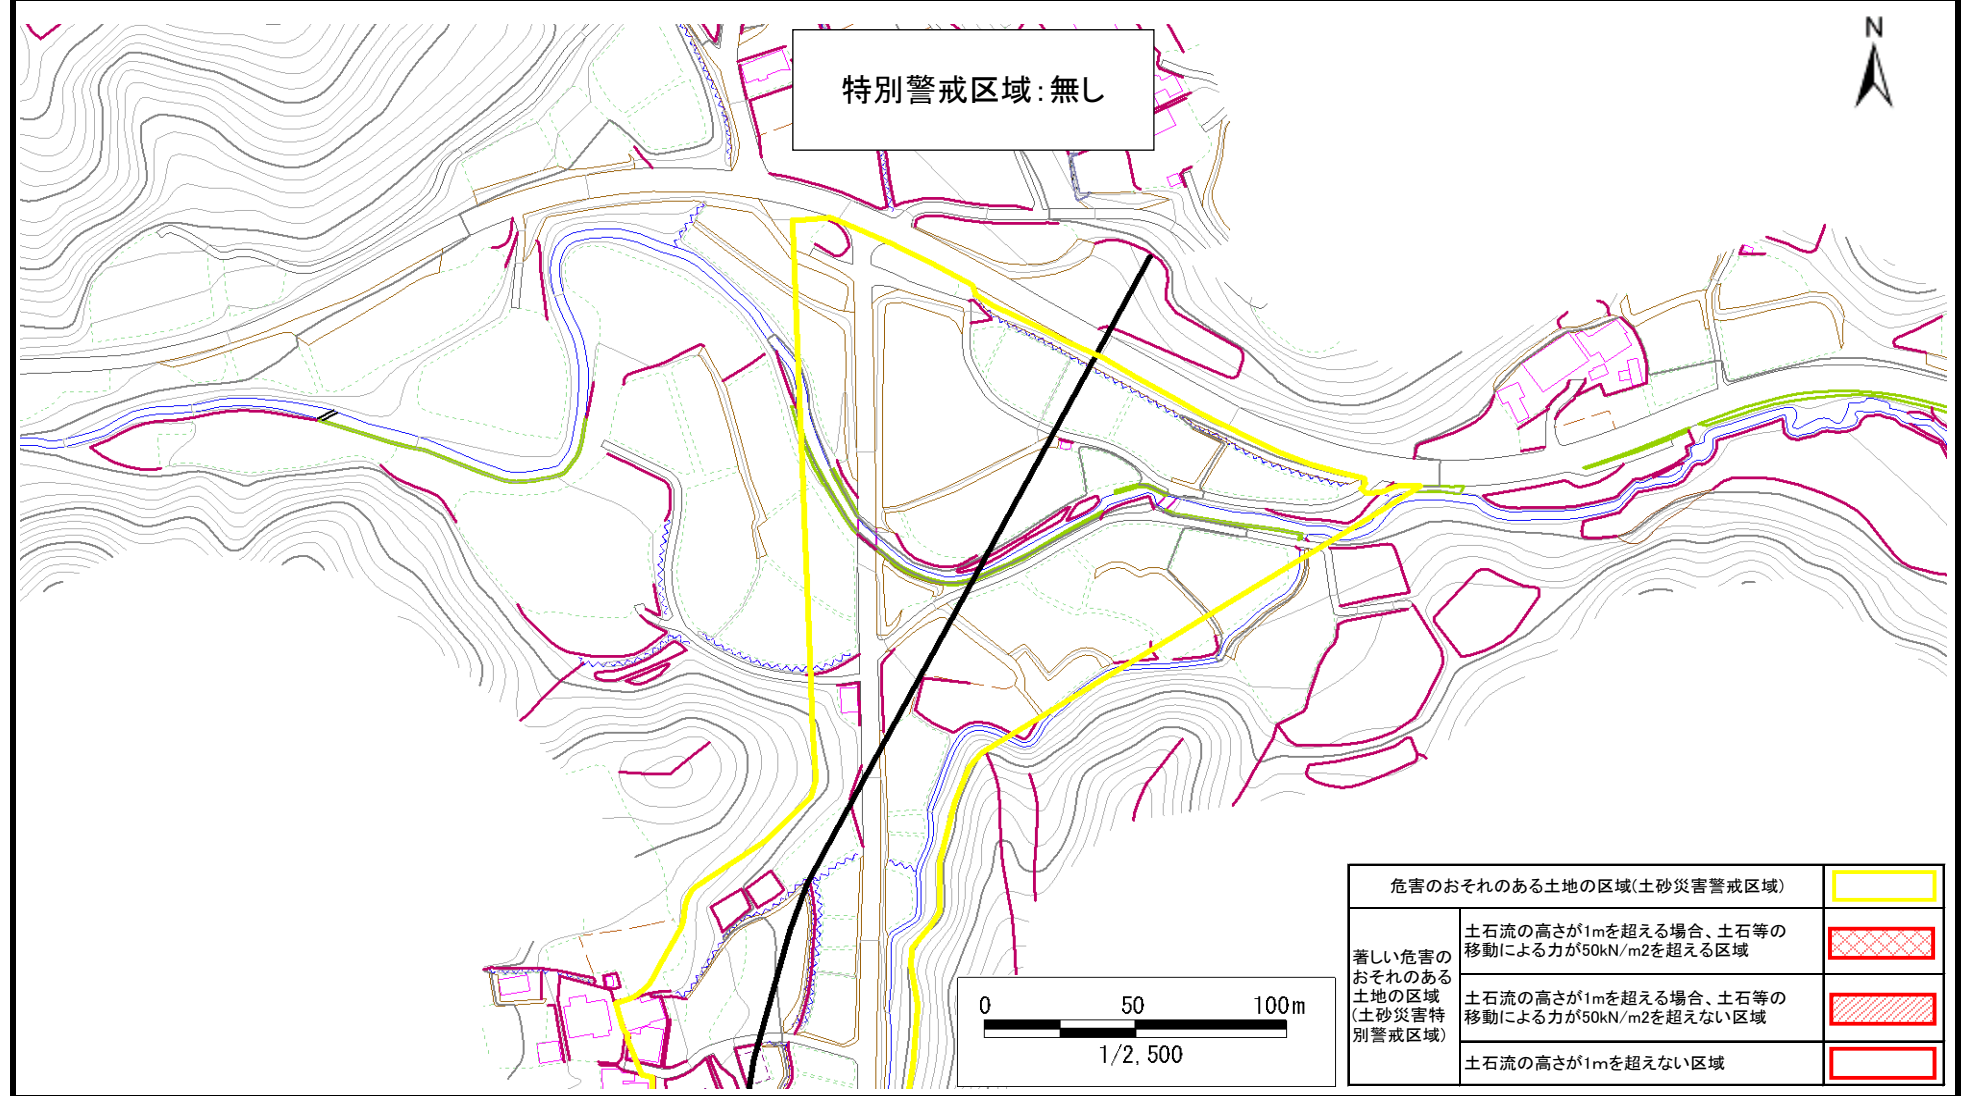 特別警戒区域：無し
N
危害のおそれのある土地の区域(土砂災害警戒区域)
著しい危害の
おそれのある
土地の区域
(土砂災害特
別警戒区域)
土石流の高さが1mを超える場合、土石等の
移動による力が50kN/m2を超える区域
土石流の高さが1mを超える場合、土石等の
移動による力が50kN/m2を超えない区域
土石流の高さが1mを超えない区域
0 50 100m
1/2,500